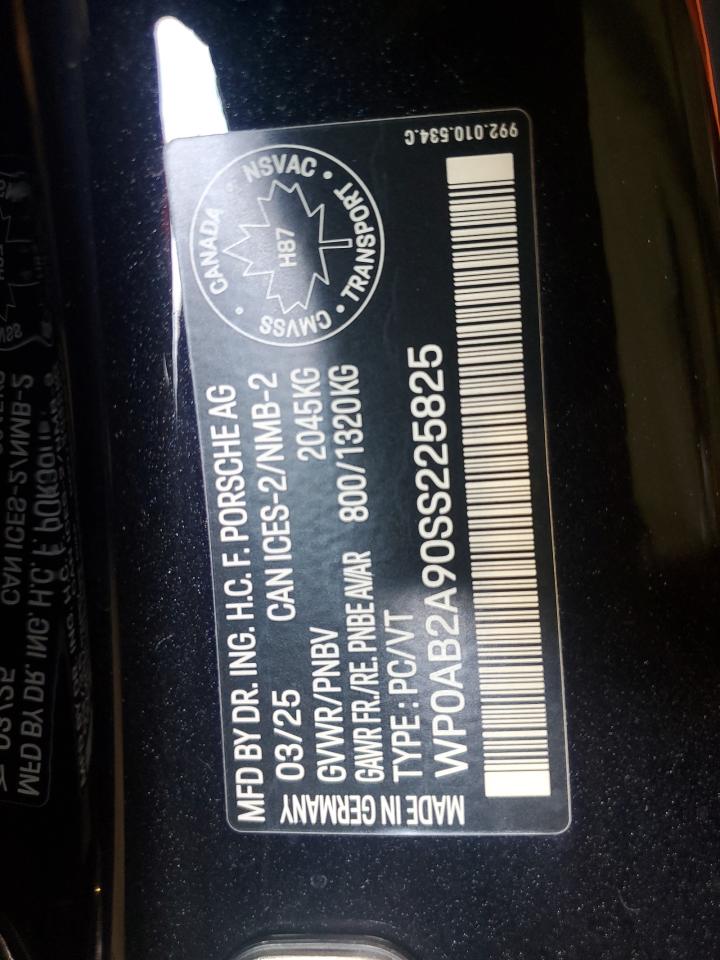 MFD BY DR. ING. H.C. F. PORSCHE AG
03/25 CAN ICES-2/NMB-2
GVWR/PNBV 2045KG
GAWR FR./RE. PNBE AV/AR 800/1320KG
TYPE : PC/VT
WP0AB2A90SS225825
MADE IN GERMANY
CANADA · NSVAC · TRANSPORT · CMVSS ·
H87
992.010.534.C